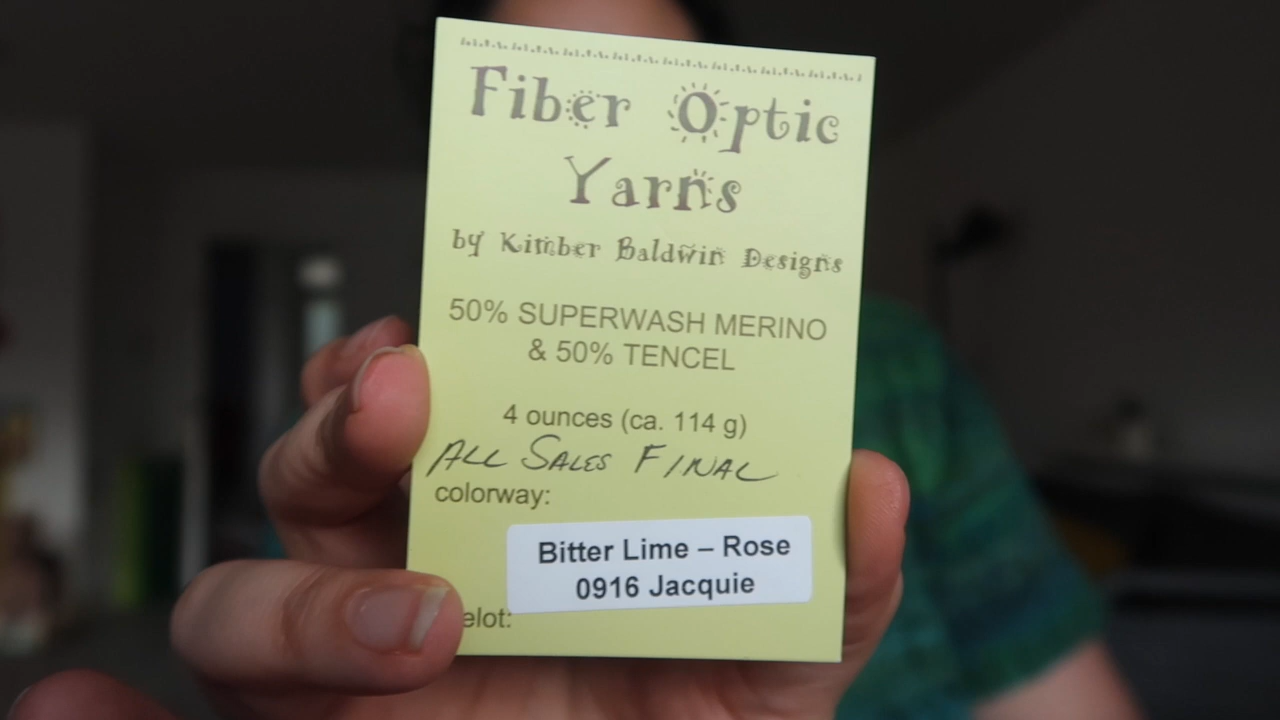 Fiber Optic
Yarns
by Kimber Baldwin Designs
50% SUPERWASH MERINO
& 50% TENCEL
4 ounces (ca. 114 g)
ALL SALES FINAL
colorway:
Bitter Lime – Rose
0916 Jacquie
elot: